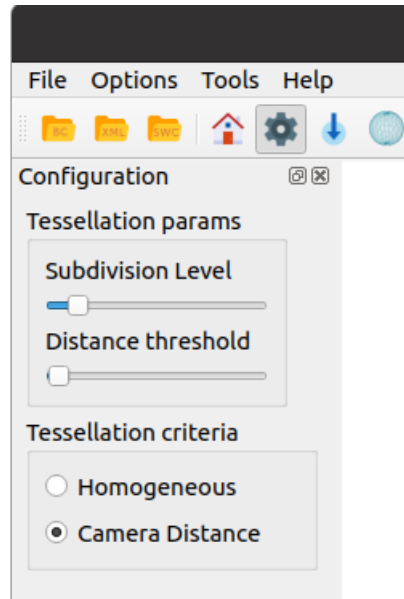 File Options Tools Help
BC XML SWC
Configuration
Tessellation params
Subdivision Level
Distance threshold
Tessellation criteria
Homogeneous
Camera Distance